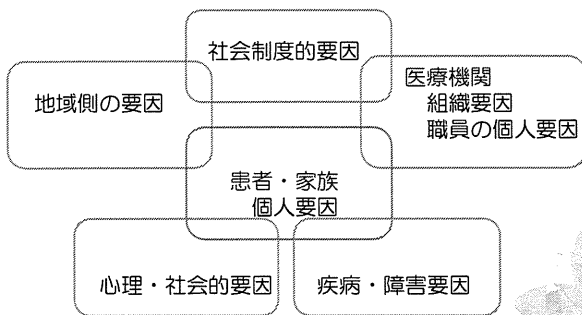 社会制度的要因
地域側の要因
医療機関
組織要因
職員の個人要因
患者・家族
個人要因
心理・社会的要因
疾病・障害要因